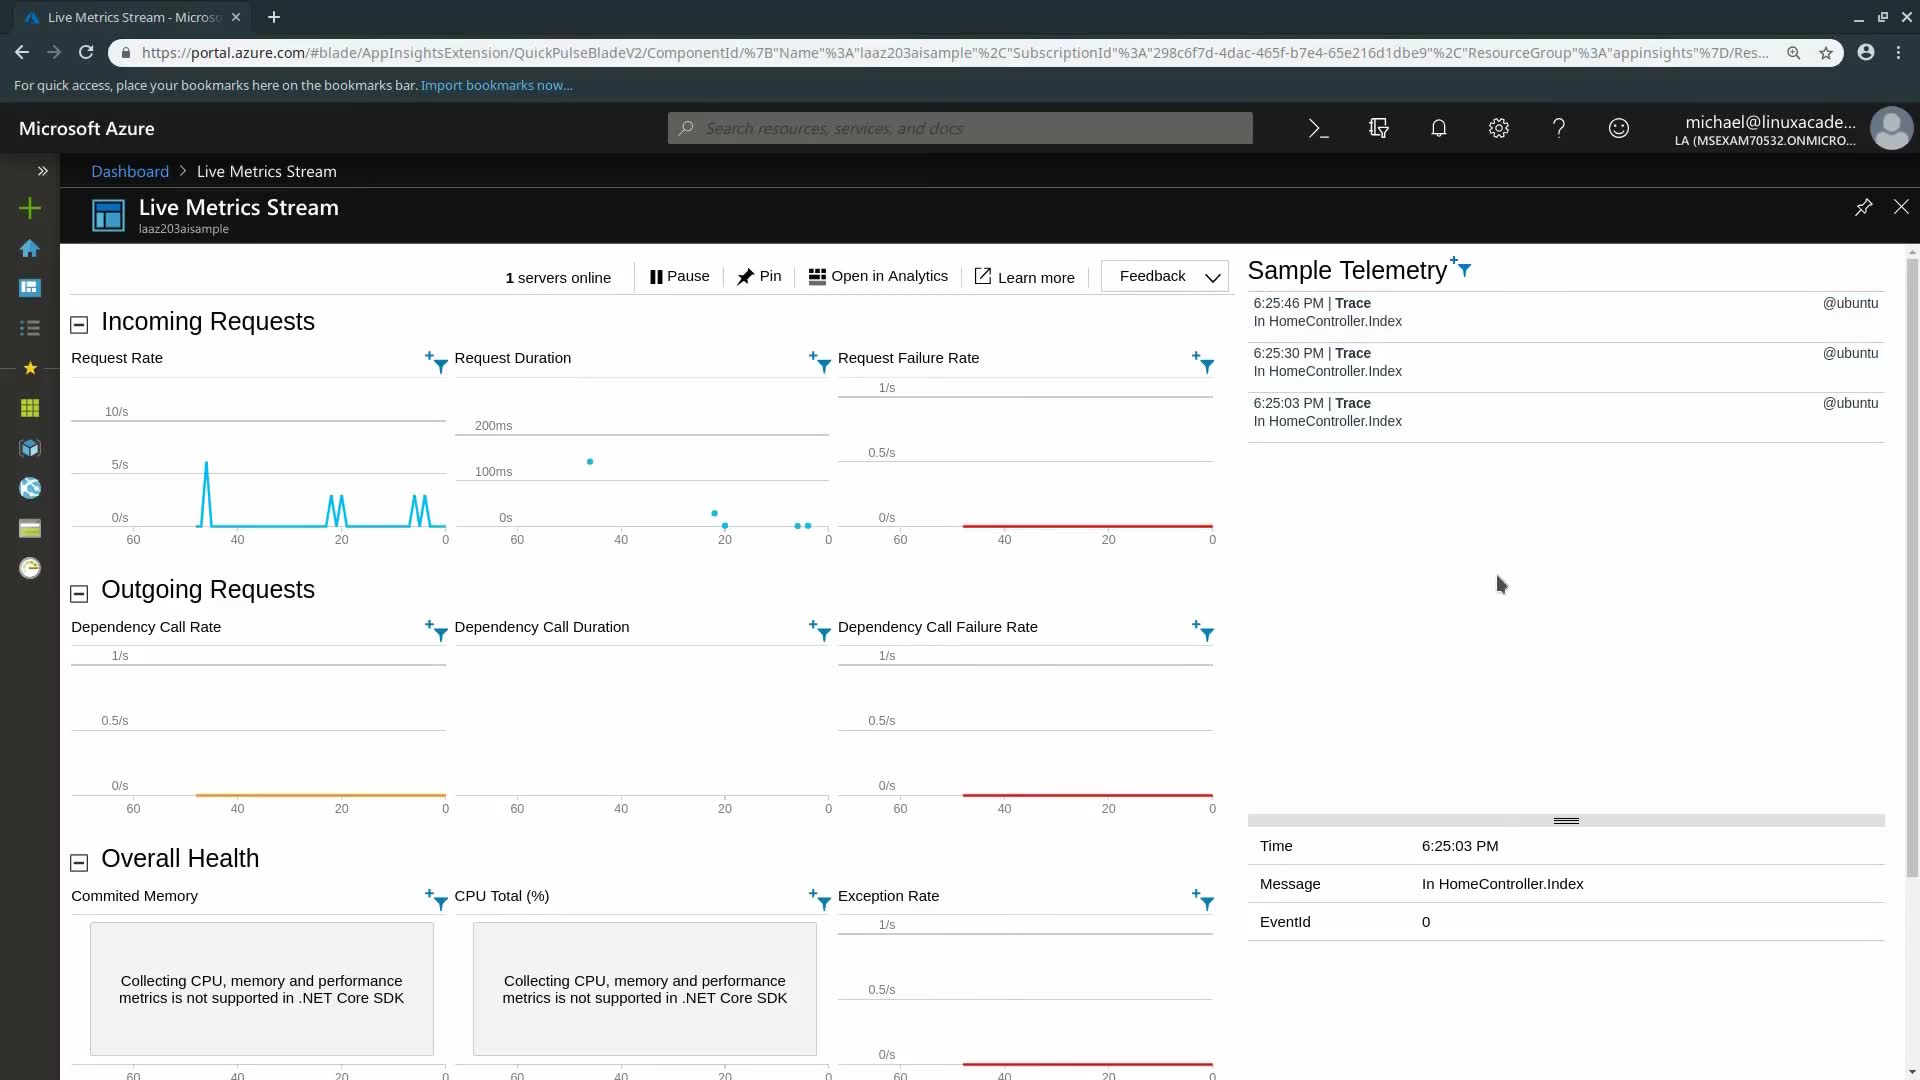 Live Metrics Stream - Microso
https://portal.azure.com/#blade/AppInsightsExtension/QuickPulseBladeV2/ComponentId/%7B"Name"%3A"laaz203aisample"%2C"SubscriptionId"%3A"298c6f7d-4dac-465f-b7e4-65e216d1dbe9"%2C"ResourceGroup"%3A"appinsights"%7D/Res...
For quick access, place your bookmarks here on the bookmarks bar. Import bookmarks now...
Microsoft Azure
Search resources, services, and docs
michael@linuxacade...
LA (MSEXAM70532.ONMICRO...
Dashboard > Live Metrics Stream
Live Metrics Stream
laaz203aisample
1 servers online
Pause
Pin
Open in Analytics
Learn more
Feedback
Incoming Requests
Request Rate
10/s
5/s
0/s
60 40 20 0
Request Duration
200ms
100ms
0s
60 40 20 0
Request Failure Rate
1/s
0.5/s
0/s
60 40 20 0
Outgoing Requests
Dependency Call Rate
1/s
0.5/s
0/s
60 40 20 0
Dependency Call Duration
60 40 20 0
Dependency Call Failure Rate
1/s
0.5/s
0/s
60 40 20 0
Overall Health
Commited Memory
Collecting CPU, memory and performance
metrics is not supported in .NET Core SDK
60 40 20 0
CPU Total (%)
Collecting CPU, memory and performance
metrics is not supported in .NET Core SDK
60 40 20 0
Exception Rate
1/s
0.5/s
0/s
60 40 20 0
Sample Telemetry
6:25:46 PM | Trace @ubuntu
In HomeController.Index
6:25:30 PM | Trace @ubuntu
In HomeController.Index
6:25:03 PM | Trace @ubuntu
In HomeController.Index
Time 6:25:03 PM
Message In HomeController.Index
EventId 0